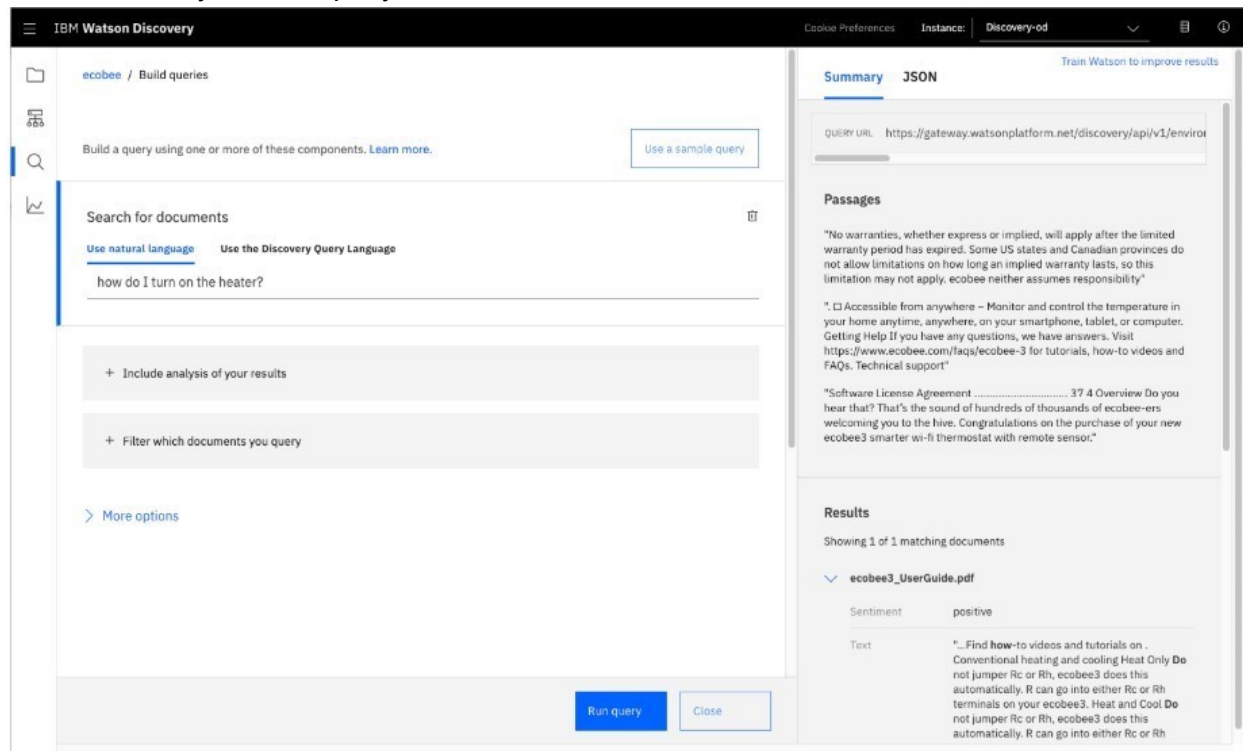 IBM Watson Discovery
Cookie Preferences
Instance:
Discovery-od
ecobee / Build queries
Build a query using one or more of these components. Learn more.
Use a sample query
Search for documents
Use natural language
Use the Discovery Query Language
how do I turn on the heater?
+ Include analysis of your results
+ Filter which documents you query
More options
Run query
Close
Train Watson to improve results
Summary
JSON
QUERY URL https://gateway.watsonplatform.net/discovery/api/v1/enviror
Passages
"No warranties, whether express or implied, will apply after the limited
warranty period has expired. Some US states and Canadian provinces do
not allow limitations on how long an implied warranty lasts, so this
limitation may not apply. ecobee neither assumes responsibility"
". □ Accessible from anywhere – Monitor and control the temperature in
your home anytime, anywhere, on your smartphone, tablet, or computer.
Getting Help If you have any questions, we have answers. Visit
https://www.ecobee.com/faqs/ecobee-3 for tutorials, how-to videos and
FAQs. Technical support"
"Software License Agreement ................................ 37 4 Overview Do you
hear that? That's the sound of hundreds of thousands of ecobee-ers
welcoming you to the hive. Congratulations on the purchase of your new
ecobee3 smarter wi-fi thermostat with remote sensor."
Results
Showing 1 of 1 matching documents
ecobee3_UserGuide.pdf
Sentiment
positive
Text
"...Find how-to videos and tutorials on .
Conventional heating and cooling Heat Only Do
not jumper Rc or Rh, ecobee3 does this
automatically. R can go into either Rc or Rh
terminals on your ecobee3. Heat and Cool Do
not jumper Rc or Rh, ecobee3 does this
automatically. R can go into either Rc or Rh